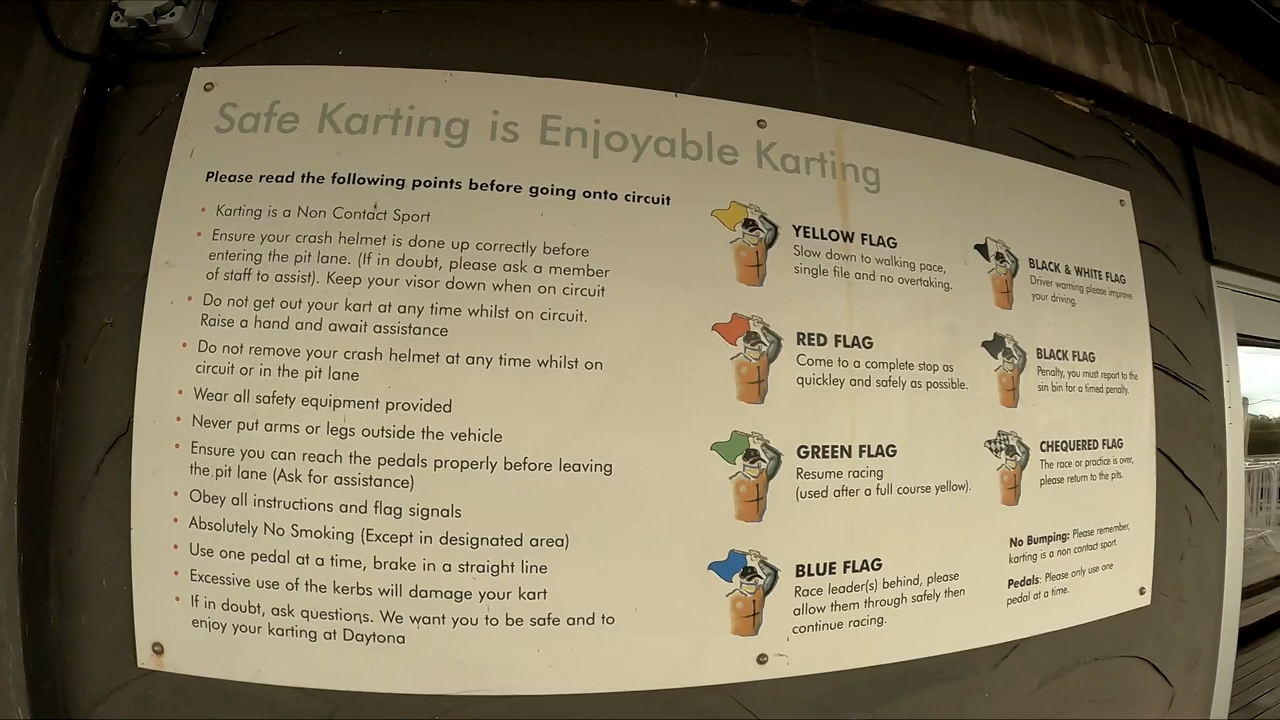 Safe Karting is Enjoyable Karting
Please read the following points before going onto circuit
• Karting is a Non Contact Sport
• Ensure your crash helmet is done up correctly before
entering the pit lane. (If in doubt, please ask a member
of staff to assist). Keep your visor down when on circuit
• Do not get out your kart at any time whilst on circuit.
Raise a hand and await assistance
• Do not remove your crash helmet at any time whilst on
circuit or in the pit lane
• Wear all safety equipment provided
• Never put arms or legs outside the vehicle
• Ensure you can reach the pedals properly before leaving
the pit lane (Ask for assistance)
• Obey all instructions and flag signals
• Absolutely No Smoking (Except in designated area)
• Use one pedal at a time, brake in a straight line
• Excessive use of the kerbs will damage your kart
• If in doubt, ask questions. We want you to be safe and to
enjoy your karting at Daytona
YELLOW FLAG
Slow down to walking pace,
single file and no overtaking.
RED FLAG
Come to a complete stop as
quickley and safely as possible.
GREEN FLAG
Resume racing
(used after a full course yellow).
BLUE FLAG
Race leader(s) behind, please
allow them through safely then
continue racing.
BLACK & WHITE FLAG
Driver warning please improve
your driving.
BLACK FLAG
Penalty, you must report to the
sin bin for a timed penalty.
CHEQUERED FLAG
The race or practice is over,
please return to the pits.
No Bumping: Please remember,
karting is a non contact sport.
Pedals: Please only use one
pedal at a time.